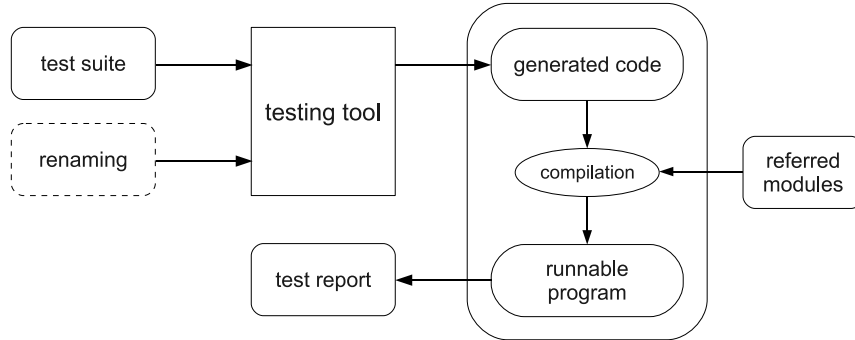 test suite
renaming
testing tool
generated code
compilation
referred
modules
runnable
program
test report